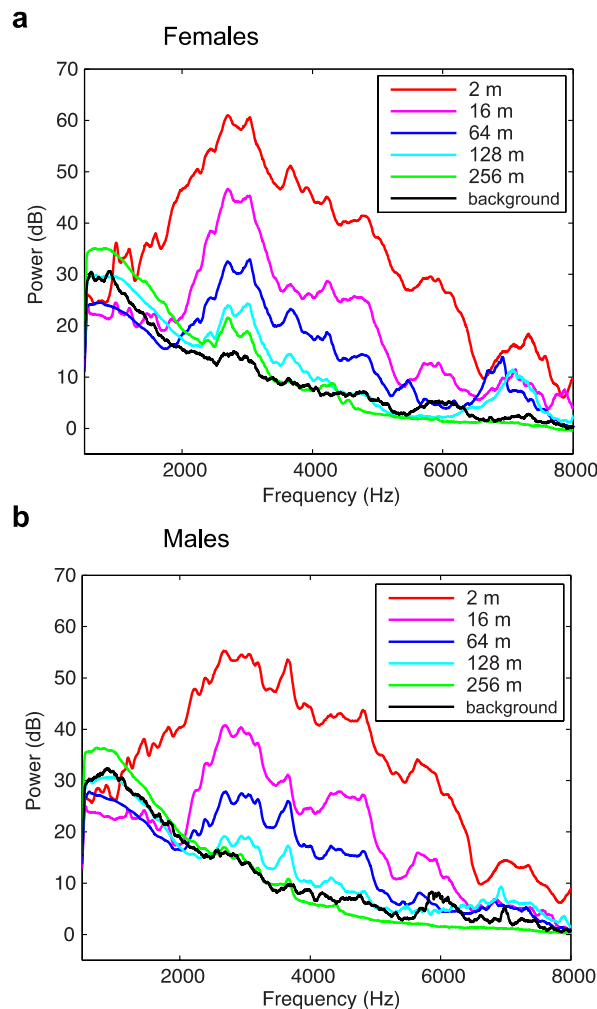 a
Females
70
60
50
40
30
20
10
0
Power (dB)
2 m
16 m
64 m
128 m
256 m
background
2000
4000
6000
8000
Frequency (Hz)
b
Males
70
60
50
40
30
20
10
0
Power (dB)
2 m
16 m
64 m
128 m
256 m
background
2000
4000
6000
8000
Frequency (Hz)